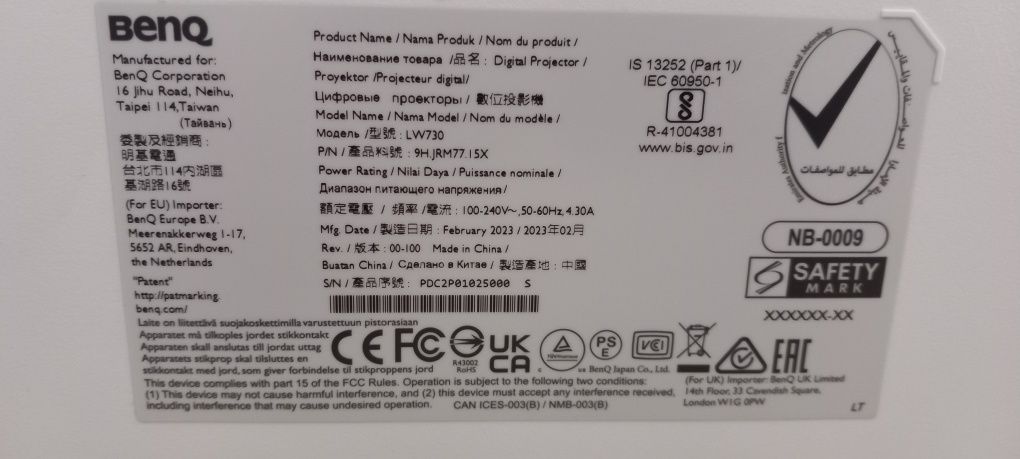 BenQ
Manufactured for:
BenQ Corporation
16 Jihu Road, Neihu,
Taipei 114,Taiwan
(Тайвань)
委製及經銷商：
明基電通
台北市114內湖區
基湖路16號
(For EU) Importer:
BenQ Europe B.V.
Meerenakkerweg 1-17,
5652 AR, Eindhoven,
the Netherlands
"Patent"
http://patmarking.
benq.com/
Product Name / Nama Produk / Nom du produit /
Наименование товара /品名 : Digital Projector /
Proyektor /Projecteur digital/
Цифровые проекторы / 數位投影機
Model Name / Nama Model / Nom du modèle /
Модель /型號 : LW730
P/N / 產品料號 : 9H.JRM77.15X
Power Rating / Nilai Daya / Puissance nominale /
Диапазон питающего напряжения /
額定電壓 / 頻率 /電流 : 100-240V~,50-60Hz, 4.30A
Mfg. Date / 製造日期 : February 2023 / 2023年02月
Rev. / 版本 : 00-100 Made in China /
Buatan China / Сделано в Китае / 製造產地 : 中國
S/N / 產品序號 : PDC2P01025000 S
IS 13252 (Part 1)/
IEC 60950-1
R-41004381
www.bis.gov.in
مطابق للمواصفات
NB-0009
SAFETY
MARK
XXXXXX-XX
Laite on liitettävä suojakoskettimilla varustettuun pistorasiaan
Apparatet må tilkoples jordet stikkontakt
Apparaten skall anslutas till jordat uttag
Apparatets stikprop skal tilsluttes en
stikkontakt med jord, som giver forbindelse til stikproppens jord
CE FC UK
CA
R43002
RoHS
c us
PS
E
BenQ Japan Co., Ltd.
VCI
EAC
(For UK) Importer: BenQ UK Limited
14th Floor, 33 Cavendish Square,
London W1G 0PW
This device complies with part 15 of the FCC Rules. Operation is subject to the following two conditions:
(1) This device may not cause harmful interference, and (2) this device must accept any interference received,
including interference that may cause undesired operation. CAN ICES-003(B) / NMB-003(B)
LT